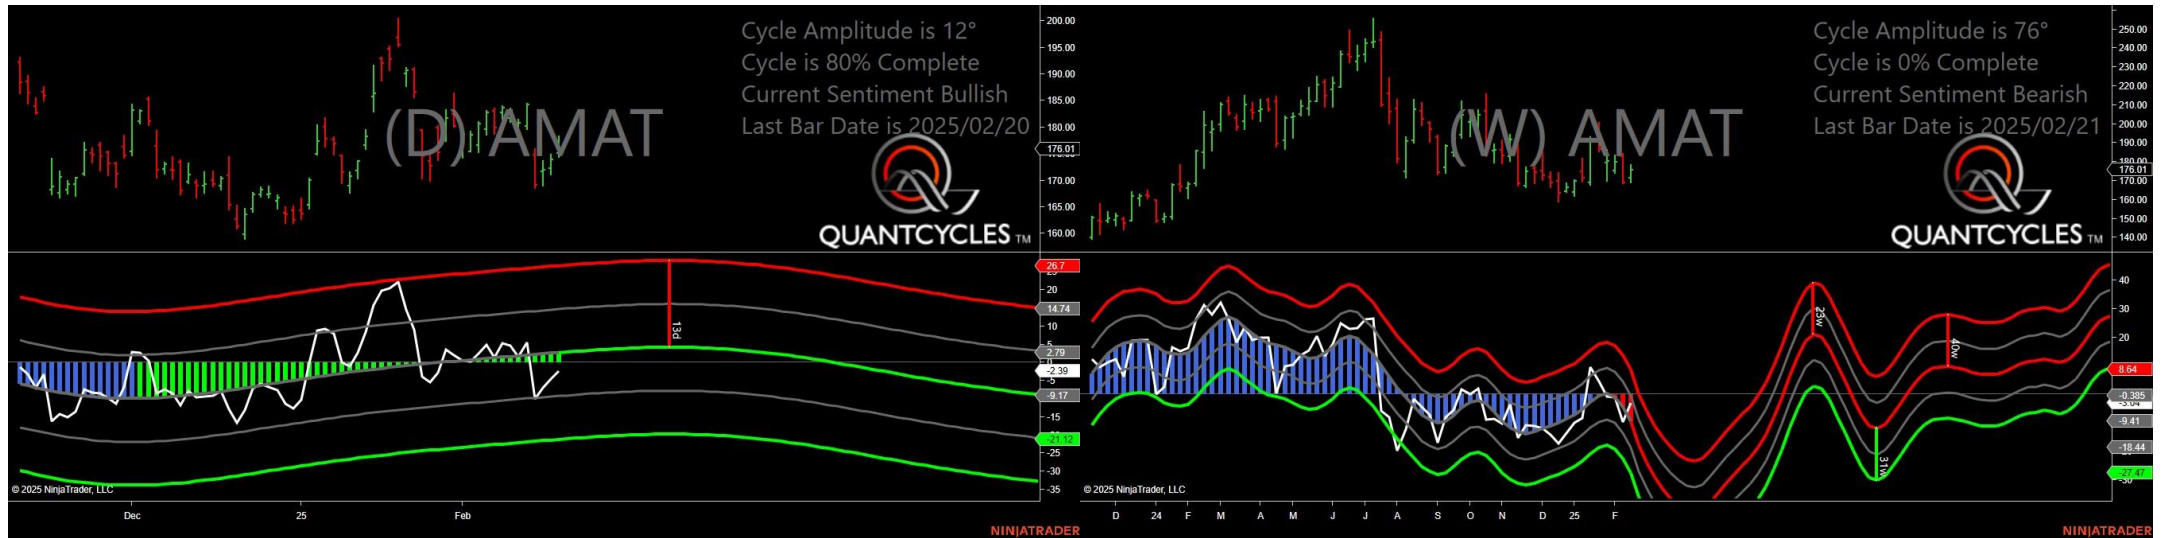 Cycle Amplitude is 12°
Cycle is 80% Complete
Current Sentiment Bullish
Last Bar Date is 2025/02/20
(D) AMAT
QUANTCYCLES TM
200.00
195.00
190.00
185.00
180.00
176.01
170.00
165.00
160.00
26.7
20
14.74
10
5
2.79
0
-2.39
-5
-9.17
-15
-21.12
-25
-30
-35
13d
© 2025 NinjaTrader, LLC
Dec
25
Feb
NINJATRADER
Cycle Amplitude is 76°
Cycle is 0% Complete
Current Sentiment Bearish
Last Bar Date is 2025/02/21
(W) AMAT
QUANTCYCLES TM
250.00
240.00
230.00
220.00
210.00
200.00
190.00
180.00
176.01
170.00
160.00
150.00
140.00
40
30
20
8.64
-0.385
-9.41
-18.44
-27.47
-30
23w
31w
40w
© 2025 NinjaTrader, LLC
D 24 F M A M J J A S O N D 25 F
NINJATRADER